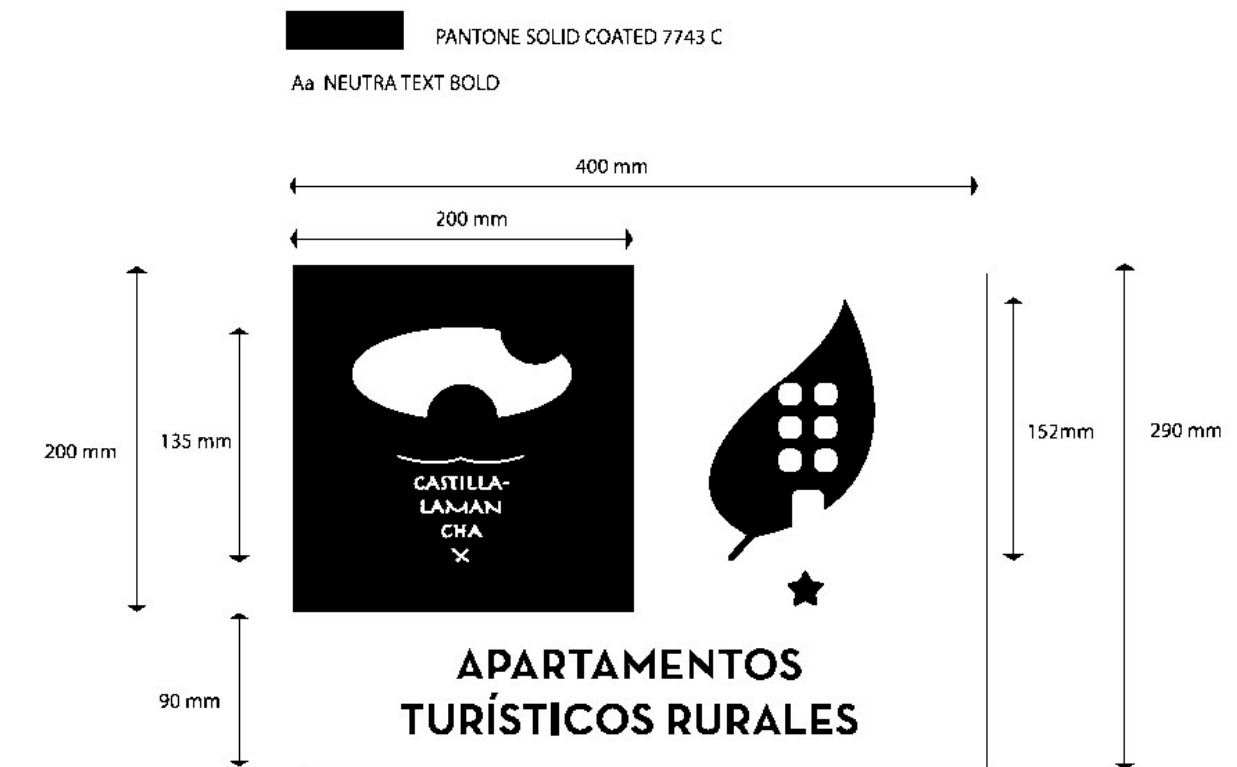 PANTONE SOLID COATED 7743 C
Aa NEUTRA TEXT BOLD
400 mm
200 mm
200 mm
135 mm
152mm
290 mm
CASTILLA-
LAMAN
CHA
X
90 mm
APARTAMENTOS
TURÍSTICOS RURALES